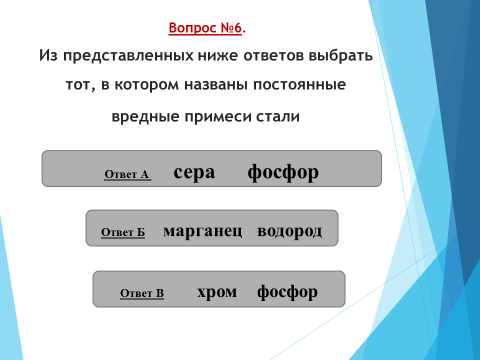 Вопрос №6.
Из представленных ниже ответов выбрать
тот, в котором названы постоянные
вредные примеси стали
Ответ А сера фосфор
Ответ Б марганец водород
Ответ В хром фосфор